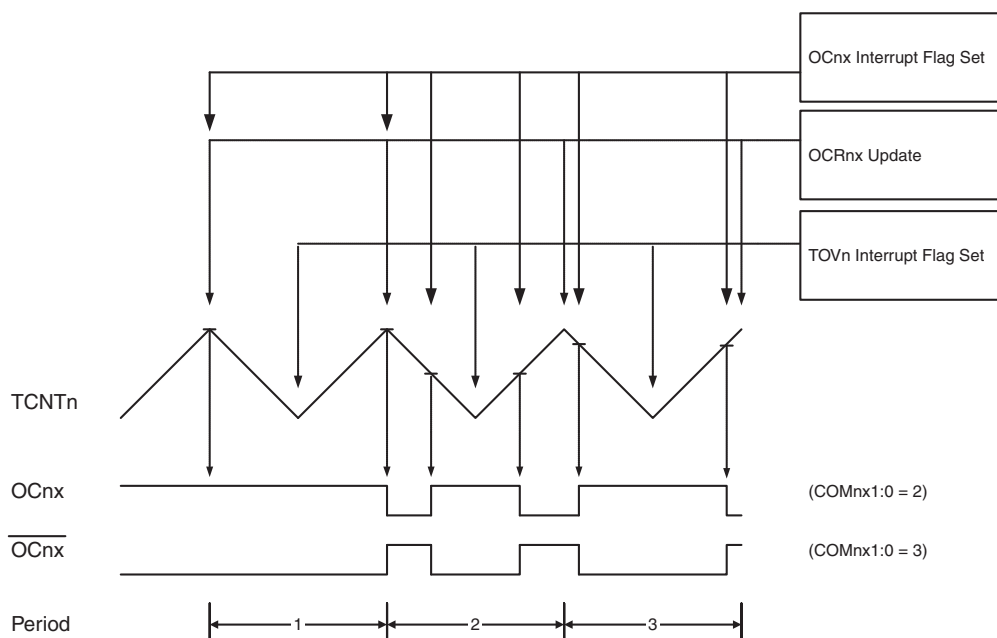 OCnx Interrupt Flag Set
OCRnx Update
TOVn Interrupt Flag Set
TCNTn
OCnx
(COMnx1:0 = 2)
OCnx
(COMnx1:0 = 3)
Period
1
2
3